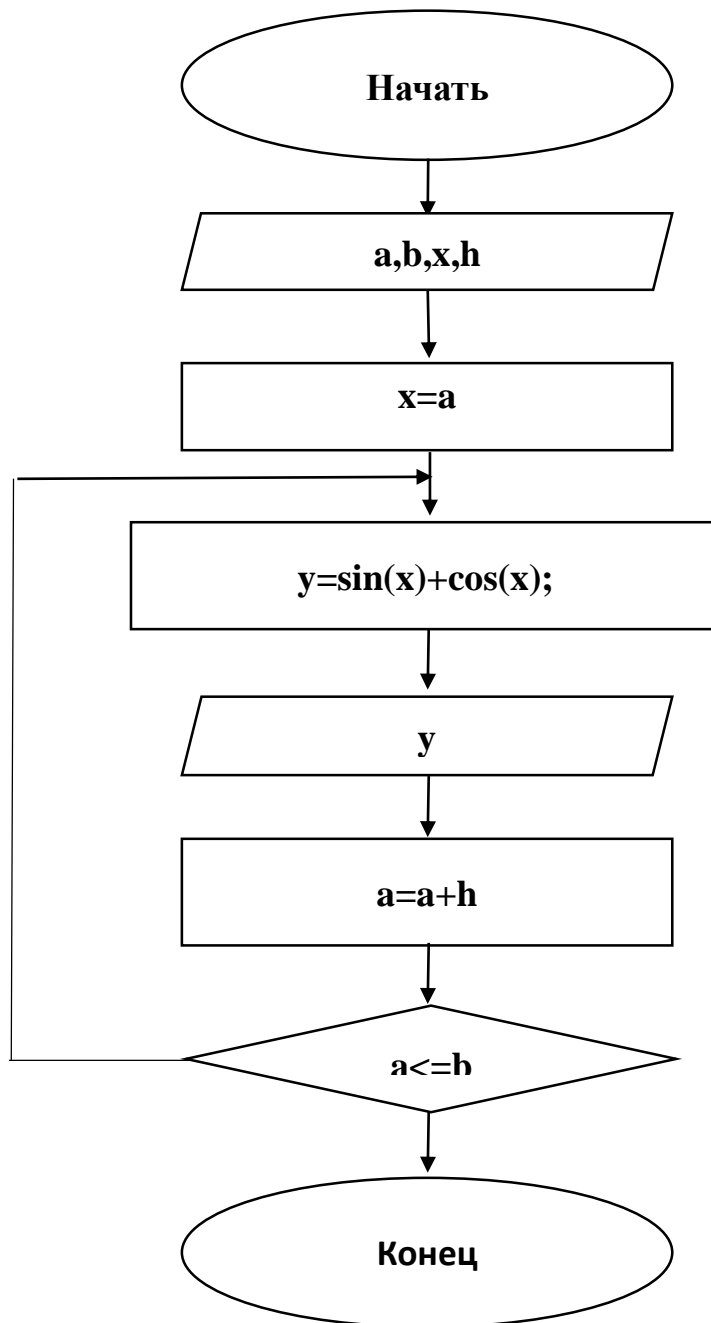 Начать
a,b,x,h
x=a
y=sin(x)+cos(x);
y
a=a+h
a<=b
Конец